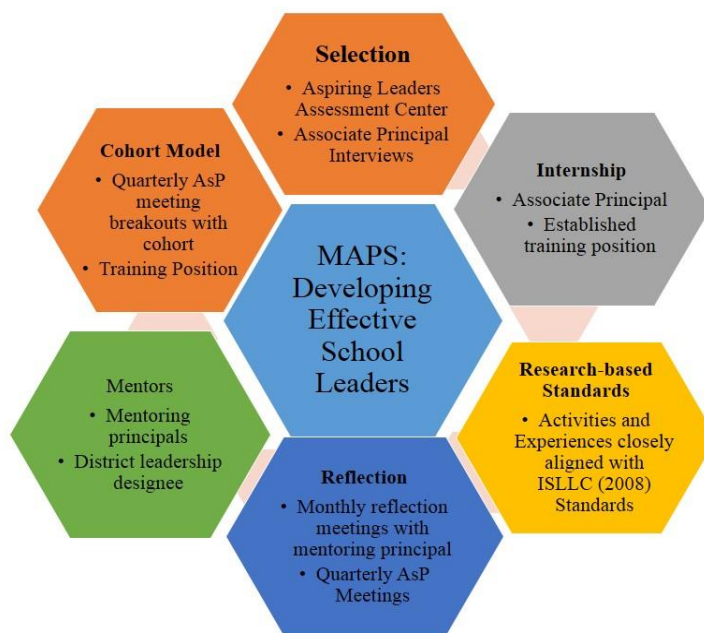 Selection
• Aspiring Leaders
Assessment Center
• Associate Principal
Interviews
Cohort Model
• Quarterly AsP
meeting
breakouts with
cohort
• Training Position
Internship
• Associate Principal
• Established
training position
MAPS:
Developing
Effective
School
Leaders
Mentors
• Mentoring
principals
• District leadership
designee
Research-based
Standards
• Activities and
Experiences closely
aligned with
ISLLC (2008)
Standards
Reflection
• Monthly reflection
meetings with
mentoring principal
• Quarterly AsP
Meetings